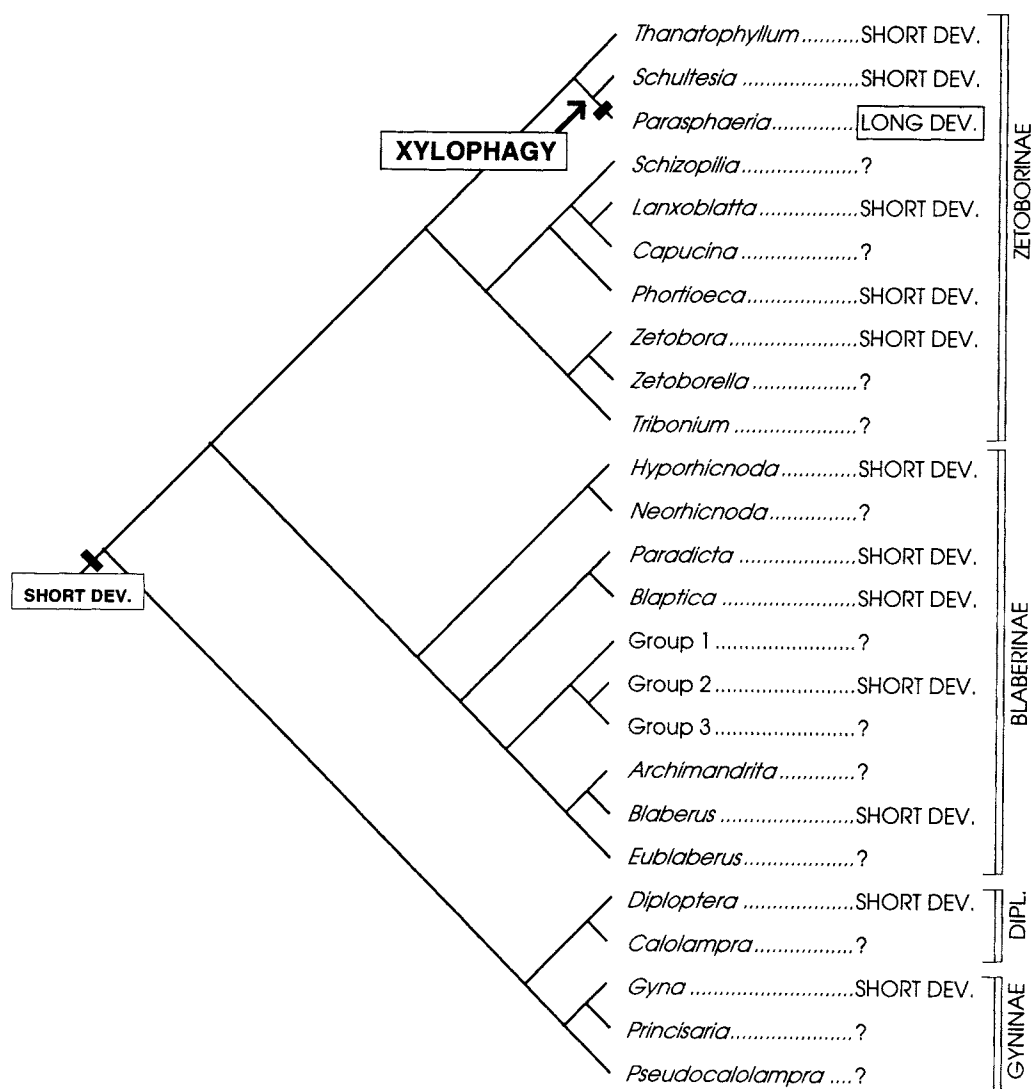 Thanatophyllum..........SHORT DEV.
Schultesia ....................SHORT DEV.
XYLOPHAGY
Parasphaeria...............LONG DEV.
Schizopilia ....................?
Lanxoblatta .................SHORT DEV.
Capucina ....................?
Phortioeca ...................SHORT DEV.
Zetobora ......................SHORT DEV.
Zetoborella ..................?
Tribonium .....................?
ZETOBORINAE
Hyporhicnoda .............SHORT DEV.
Neorhicnoda................?
Paradicta .....................SHORT DEV.
SHORT DEV.
Blaptica ........................SHORT DEV.
Group 1 ........................?
Group 2 ........................SHORT DEV.
Group 3 ........................?
Archimandrita..............?
Blaberus .......................SHORT DEV.
Eublaberus ..................?
BLABERINAE
Diploptera ...................SHORT DEV.
Calolampra .................?
DIPL.
Gyna ............................SHORT DEV.
Princisaria.....................?
Pseudocalolampra ....?
GYNINAE